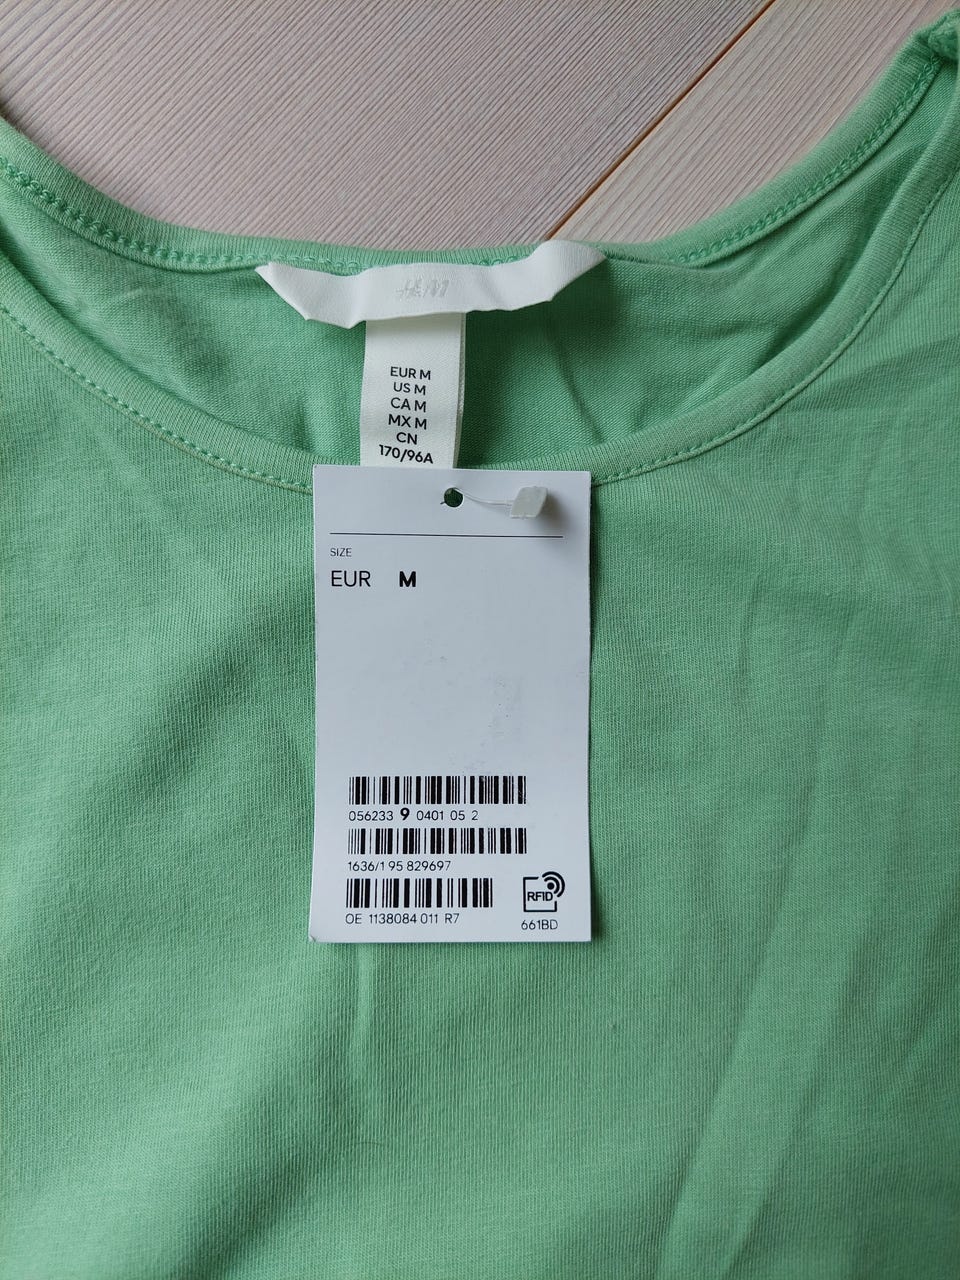 H&M
EUR M
US M
CA M
MX M
CN
170/96A
SIZE
EUR M
056233 9 0401 05 2
1636/1 95 829697
OE 1138084 011 R7
RFID
661BD